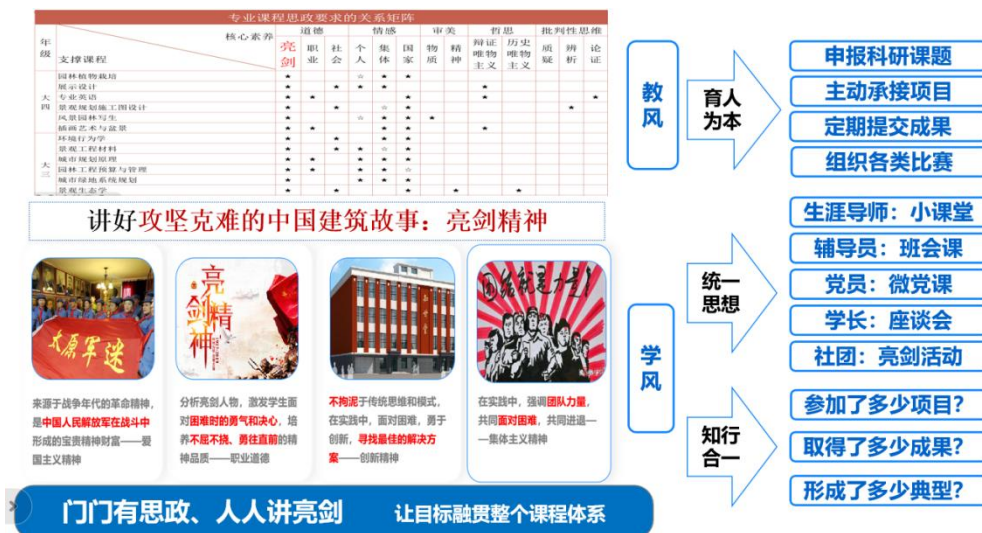 专业课程思政要求的关系矩阵
核心素养
年级
支撑课程
道德
情感
审美
哲思
批判性思维
亮剑
职业
社会
个人
集体
国家
物质
精神
辩证唯物主义
历史唯物主义
质疑
辨析
论证
大四
园林植物栽培 ★ ☆ ★ ★
展示设计 ★ ★ ★ ★ ★ ★
专业英语 ★ ★ ★ ★ ★
景观规划施工图设计 ★ ★ ☆ ★ ★
风景园林写生 ★ ☆ ★ ★ ★
插画艺术与盆景 ★ ★ ★ ★ ★
大三
环境行为学 ★ ★ ★ ★
景观工程材料 ★ ★ ★ ☆ ★
城市规划原理 ★ ★ ★ ★ ★
园林工程预算与管理 ★ ★ ★ ★ ☆
城市绿地系统规划 ★ ★ ★ ★
景观生态学 ★ ★ ★ ★ ★
讲好攻坚克难的中国建筑故事：亮剑精神
太原军迷
亮剑精神
团结就是力量！
来源于战争年代的革命精神，
是中国人民解放军在战斗中
形成的宝贵精神财富——爱
国主义精神
分析亮剑人物，激发学生面
对困难时的勇气和决心，培
养不屈不挠、勇往直前的精
神品质——职业道德
不拘泥于传统思维和模式，
在实践中，面对困难，勇于
创新，寻找最佳的解决方
案——创新精神
在实践中，强调团队力量，
共同面对困难，共同进退—
—集体主义精神
门门有思政、人人讲亮剑 让目标融贯整个课程体系
教风
育人
为本
申报科研课题
主动承接项目
定期提交成果
组织各类比赛
学风
统一
思想
生涯导师：小课堂
辅导员：班会课
党员：微党课
学长：座谈会
社团：亮剑活动
知行
合一
参加了多少项目？
取得了多少成果？
形成了多少典型？